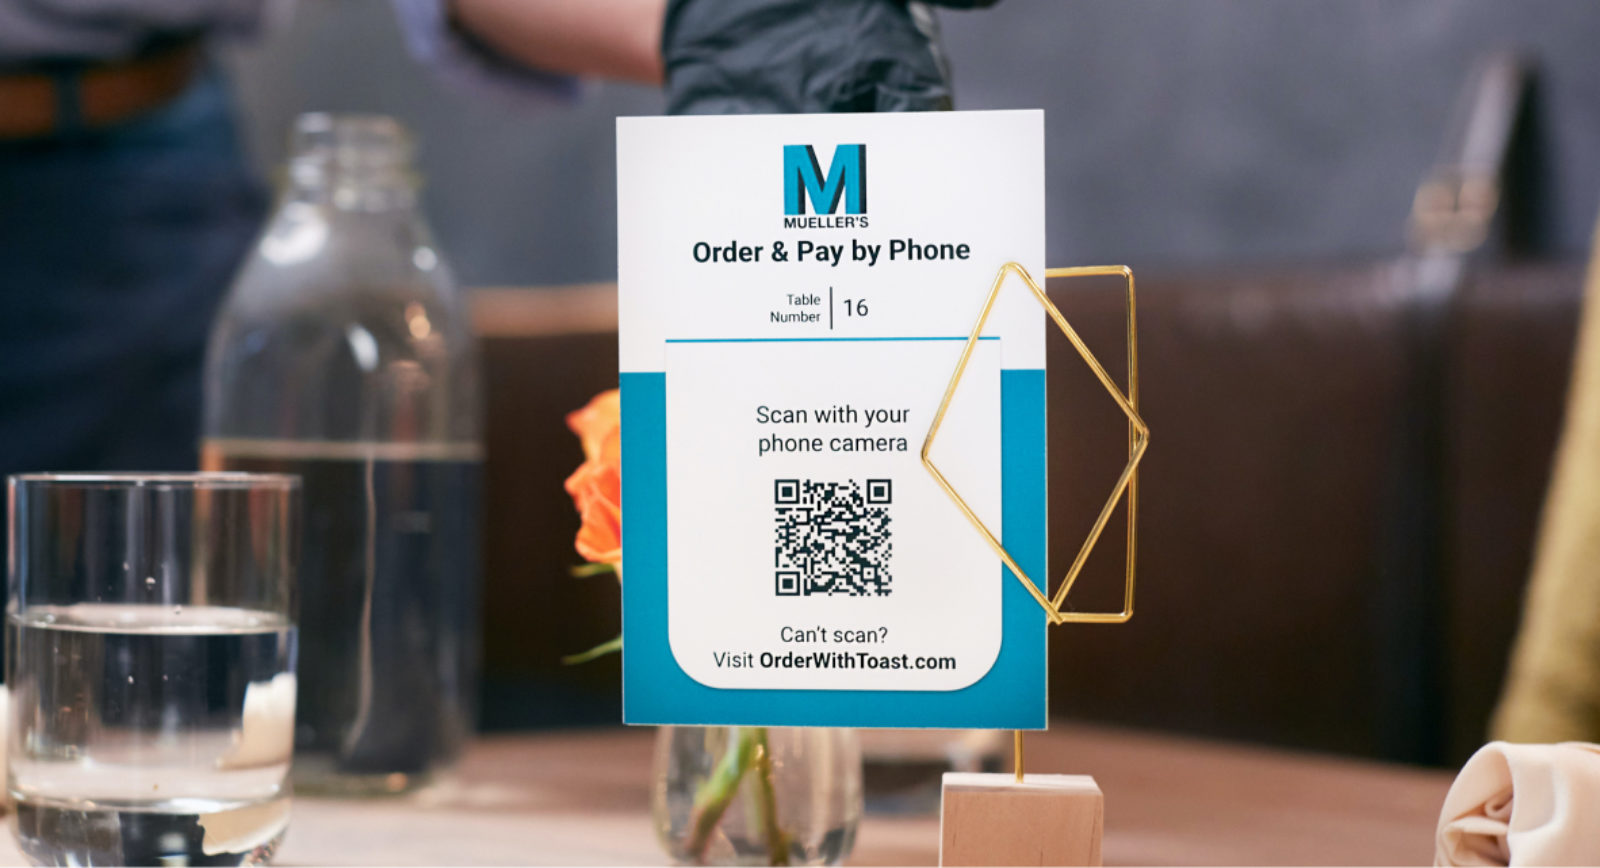 M
MUELLER'S
Order & Pay by Phone
Table
Number
16
Scan with your
phone camera
Can't scan?
Visit OrderWithToast.com